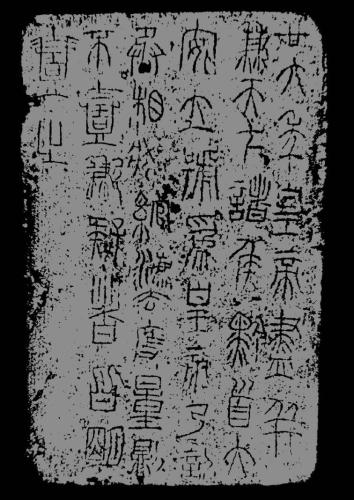 廿六年皇帝盡并
兼天下諸侯黔首大
安立號為皇帝乃詔
丞相狀綰灋度量則
不壹歉疑者皆明
壹之